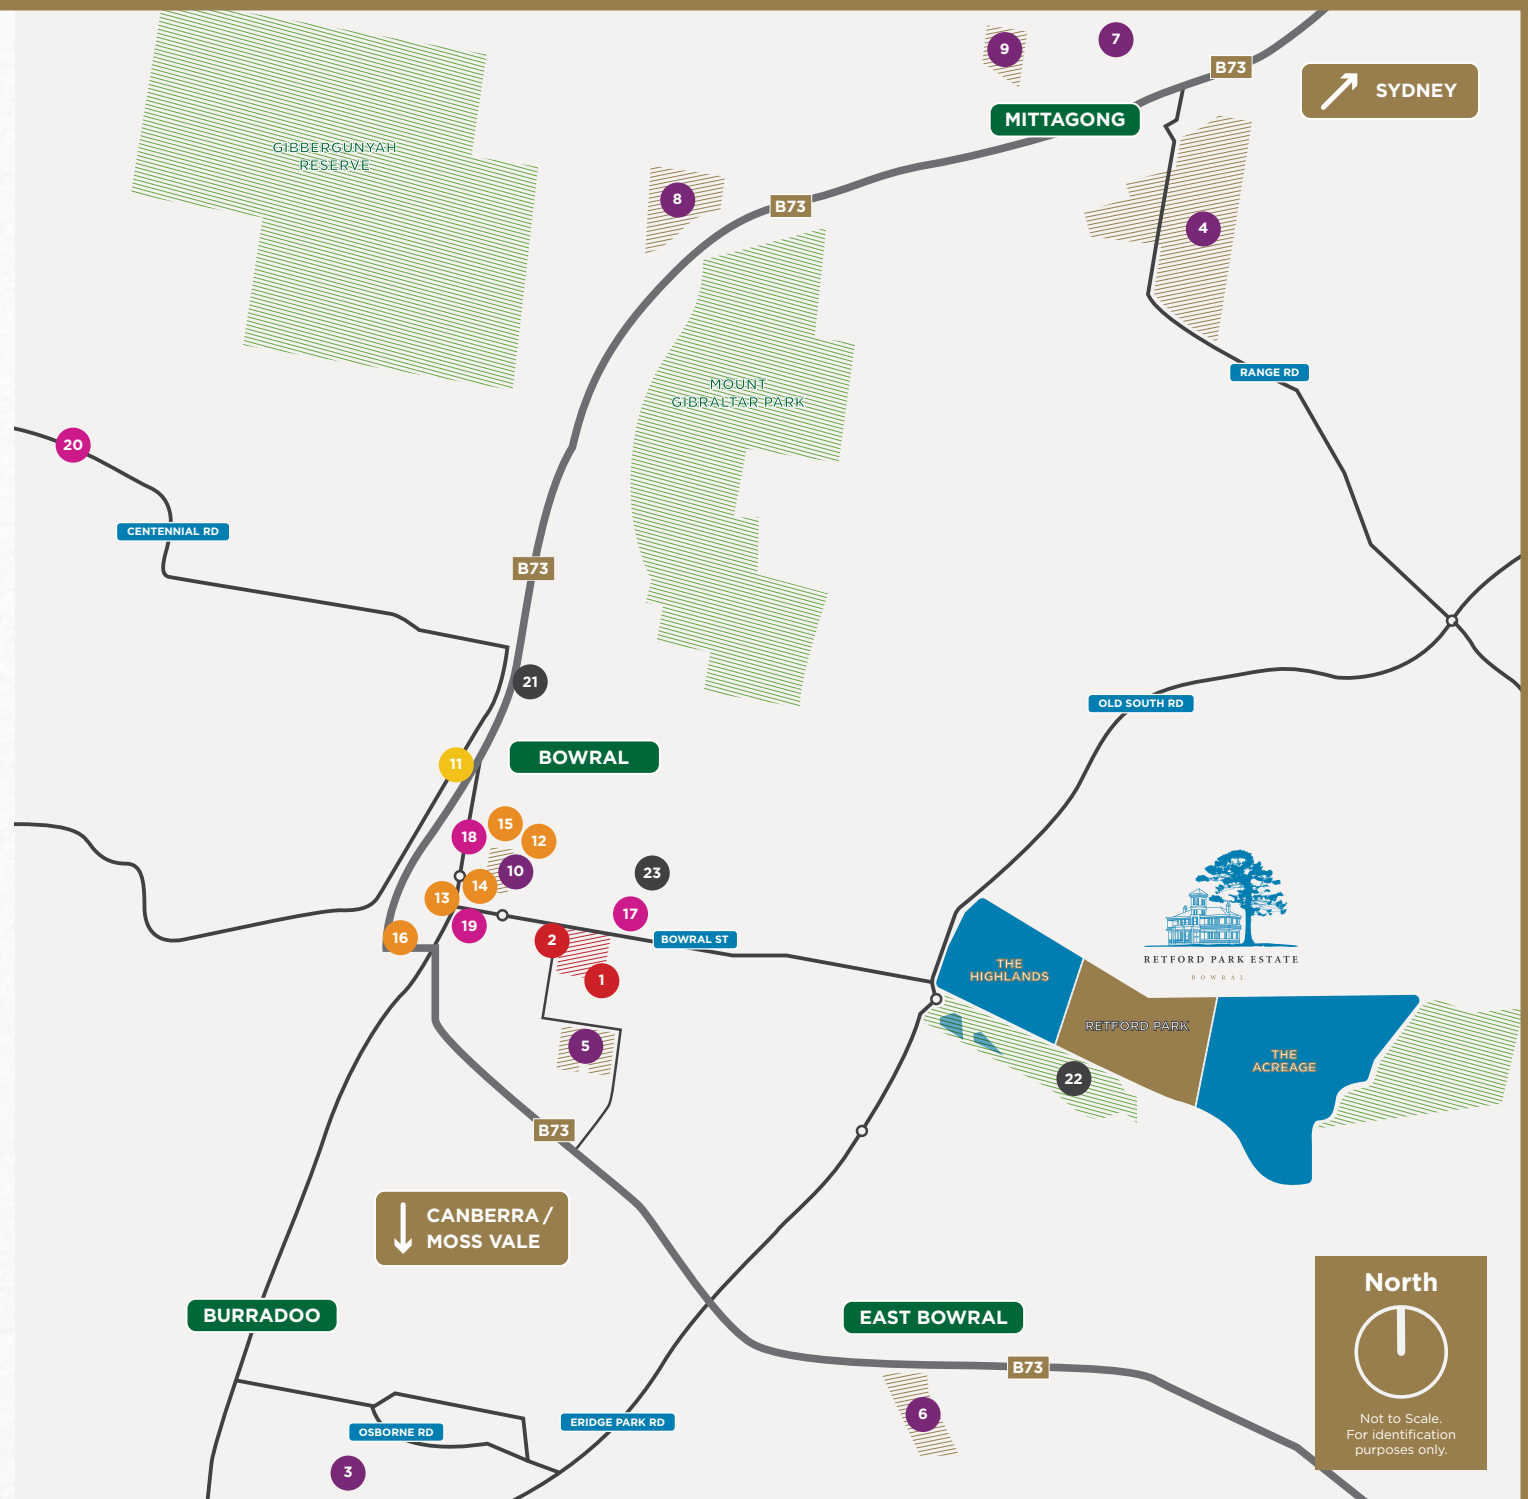 9
7
B73
SYDNEY
MITTAGONG
GIBBERGUNYAH
RESERVE
8
B73
4
RANGE RD
MOUNT
GIBRALTAR PARK
20
CENTENNIAL RD
B73
21
OLD SOUTH RD
BOWRAL
11
15
18
12
10
23
14
13
17
19
16
2
BOWRAL ST
1
RETFORD PARK ESTATE
BOWRAL
THE
HIGHLANDS
RETFORD PARK
THE
ACREAGE
5
22
B73
CANBERRA /
MOSS VALE
BURRADOO
EAST BOWRAL
B73
6
ERIDGE PARK RD
OSBORNE RD
3
North
Not to Scale.
For identification
purposes only.